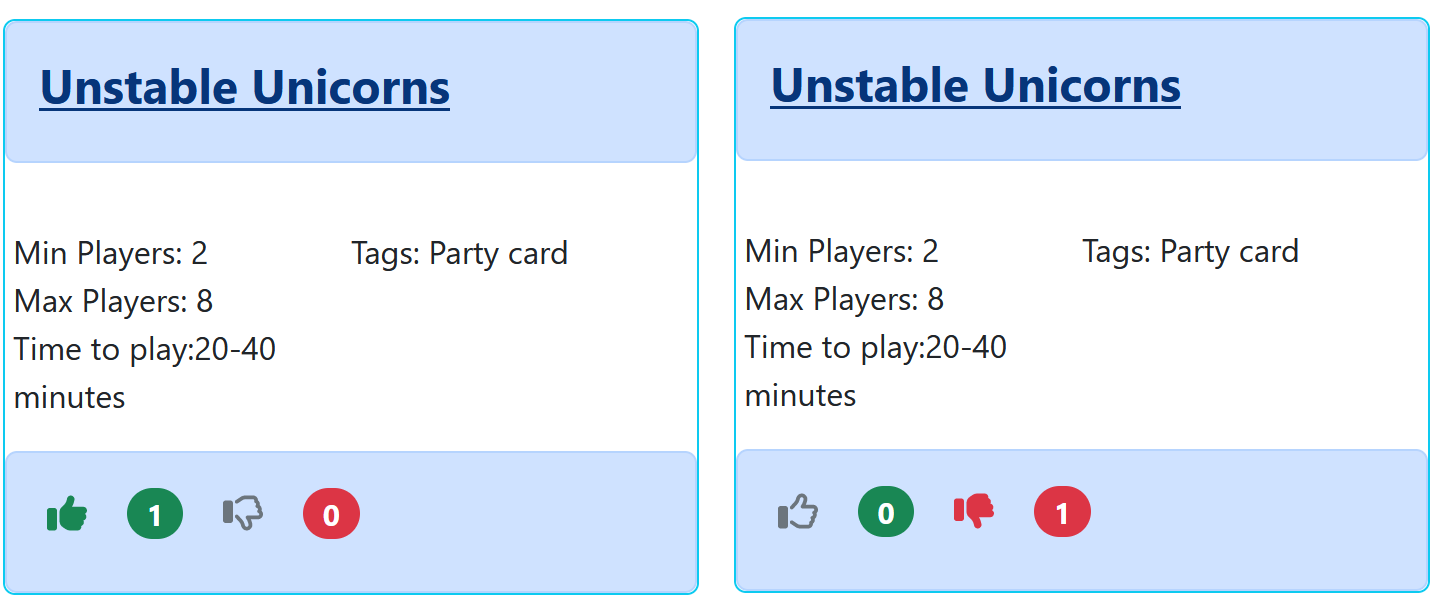 Unstable Unicorns
Min Players: 2
Max Players: 8
Time to play:20-40
minutes
Tags: Party card
1
0
Unstable Unicorns
Min Players: 2
Max Players: 8
Time to play:20-40
minutes
Tags: Party card
0
1